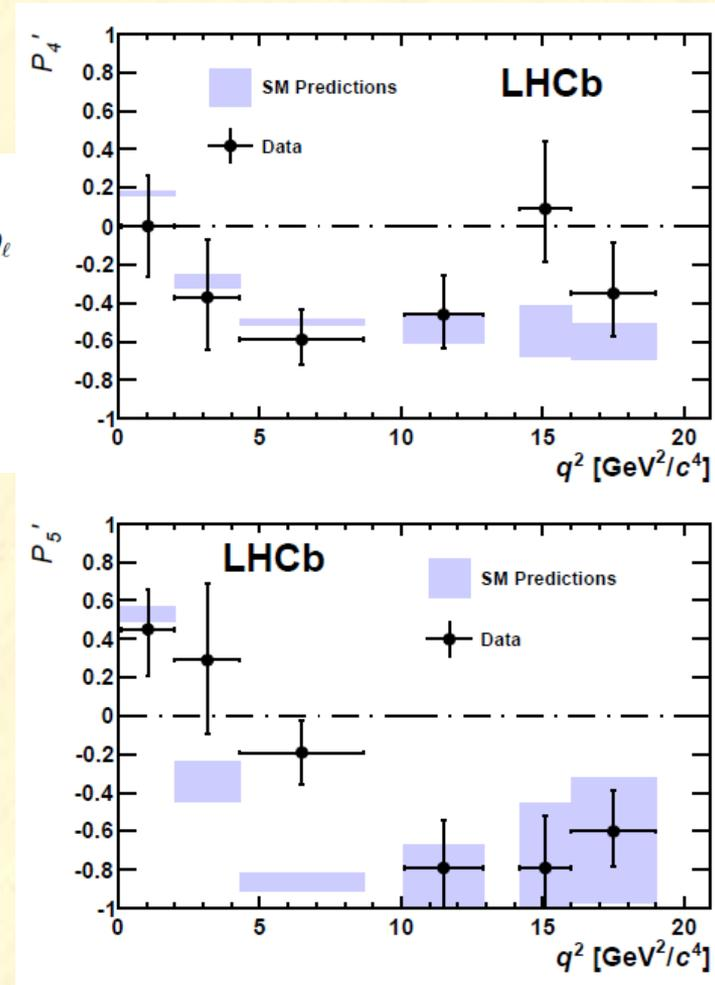 P₄'
1
0.8
0.6
0.4
0.2
0
-0.2
-0.4
-0.6
-0.8
-1
SM Predictions
LHCb
Data
ℓ
0 5 10 15 20
q² [GeV²/c⁴]
P₅'
1
0.8
0.6
0.4
0.2
0
-0.2
-0.4
-0.6
-0.8
-1
LHCb
SM Predictions
Data
0 5 10 15 20
q² [GeV²/c⁴]